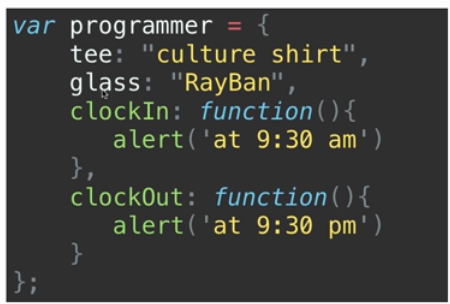 var programmer = {
    tee: "culture shirt",
    glass: "RayBan",
    clockIn: function(){
       alert('at 9:30 am')
    },
    clockOut: function(){
       alert('at 9:30 pm')
    }
};